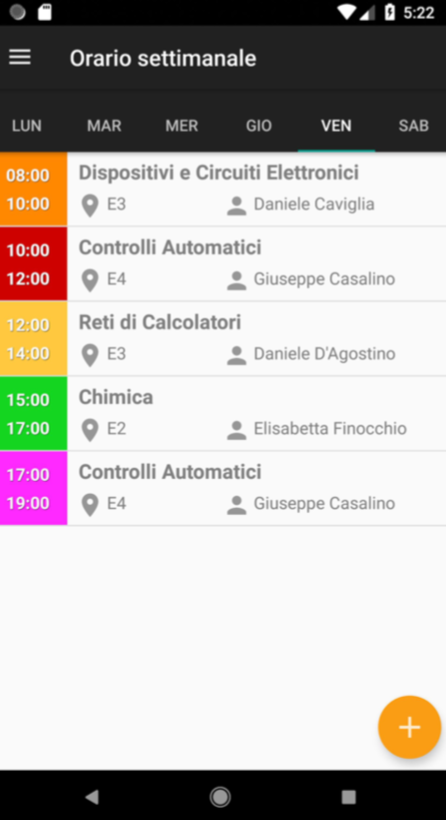 5:22
Orario settimanale
LUN MAR MER GIO VEN SAB
08:00 Dispositivi e Circuiti Elettronici
10:00 E3 Daniele Caviglia
10:00 Controlli Automatici
12:00 E4 Giuseppe Casalino
12:00 Reti di Calcolatori
14:00 E3 Daniele D'Agostino
15:00 Chimica
17:00 E2 Elisabetta Finocchio
17:00 Controlli Automatici
19:00 E4 Giuseppe Casalino